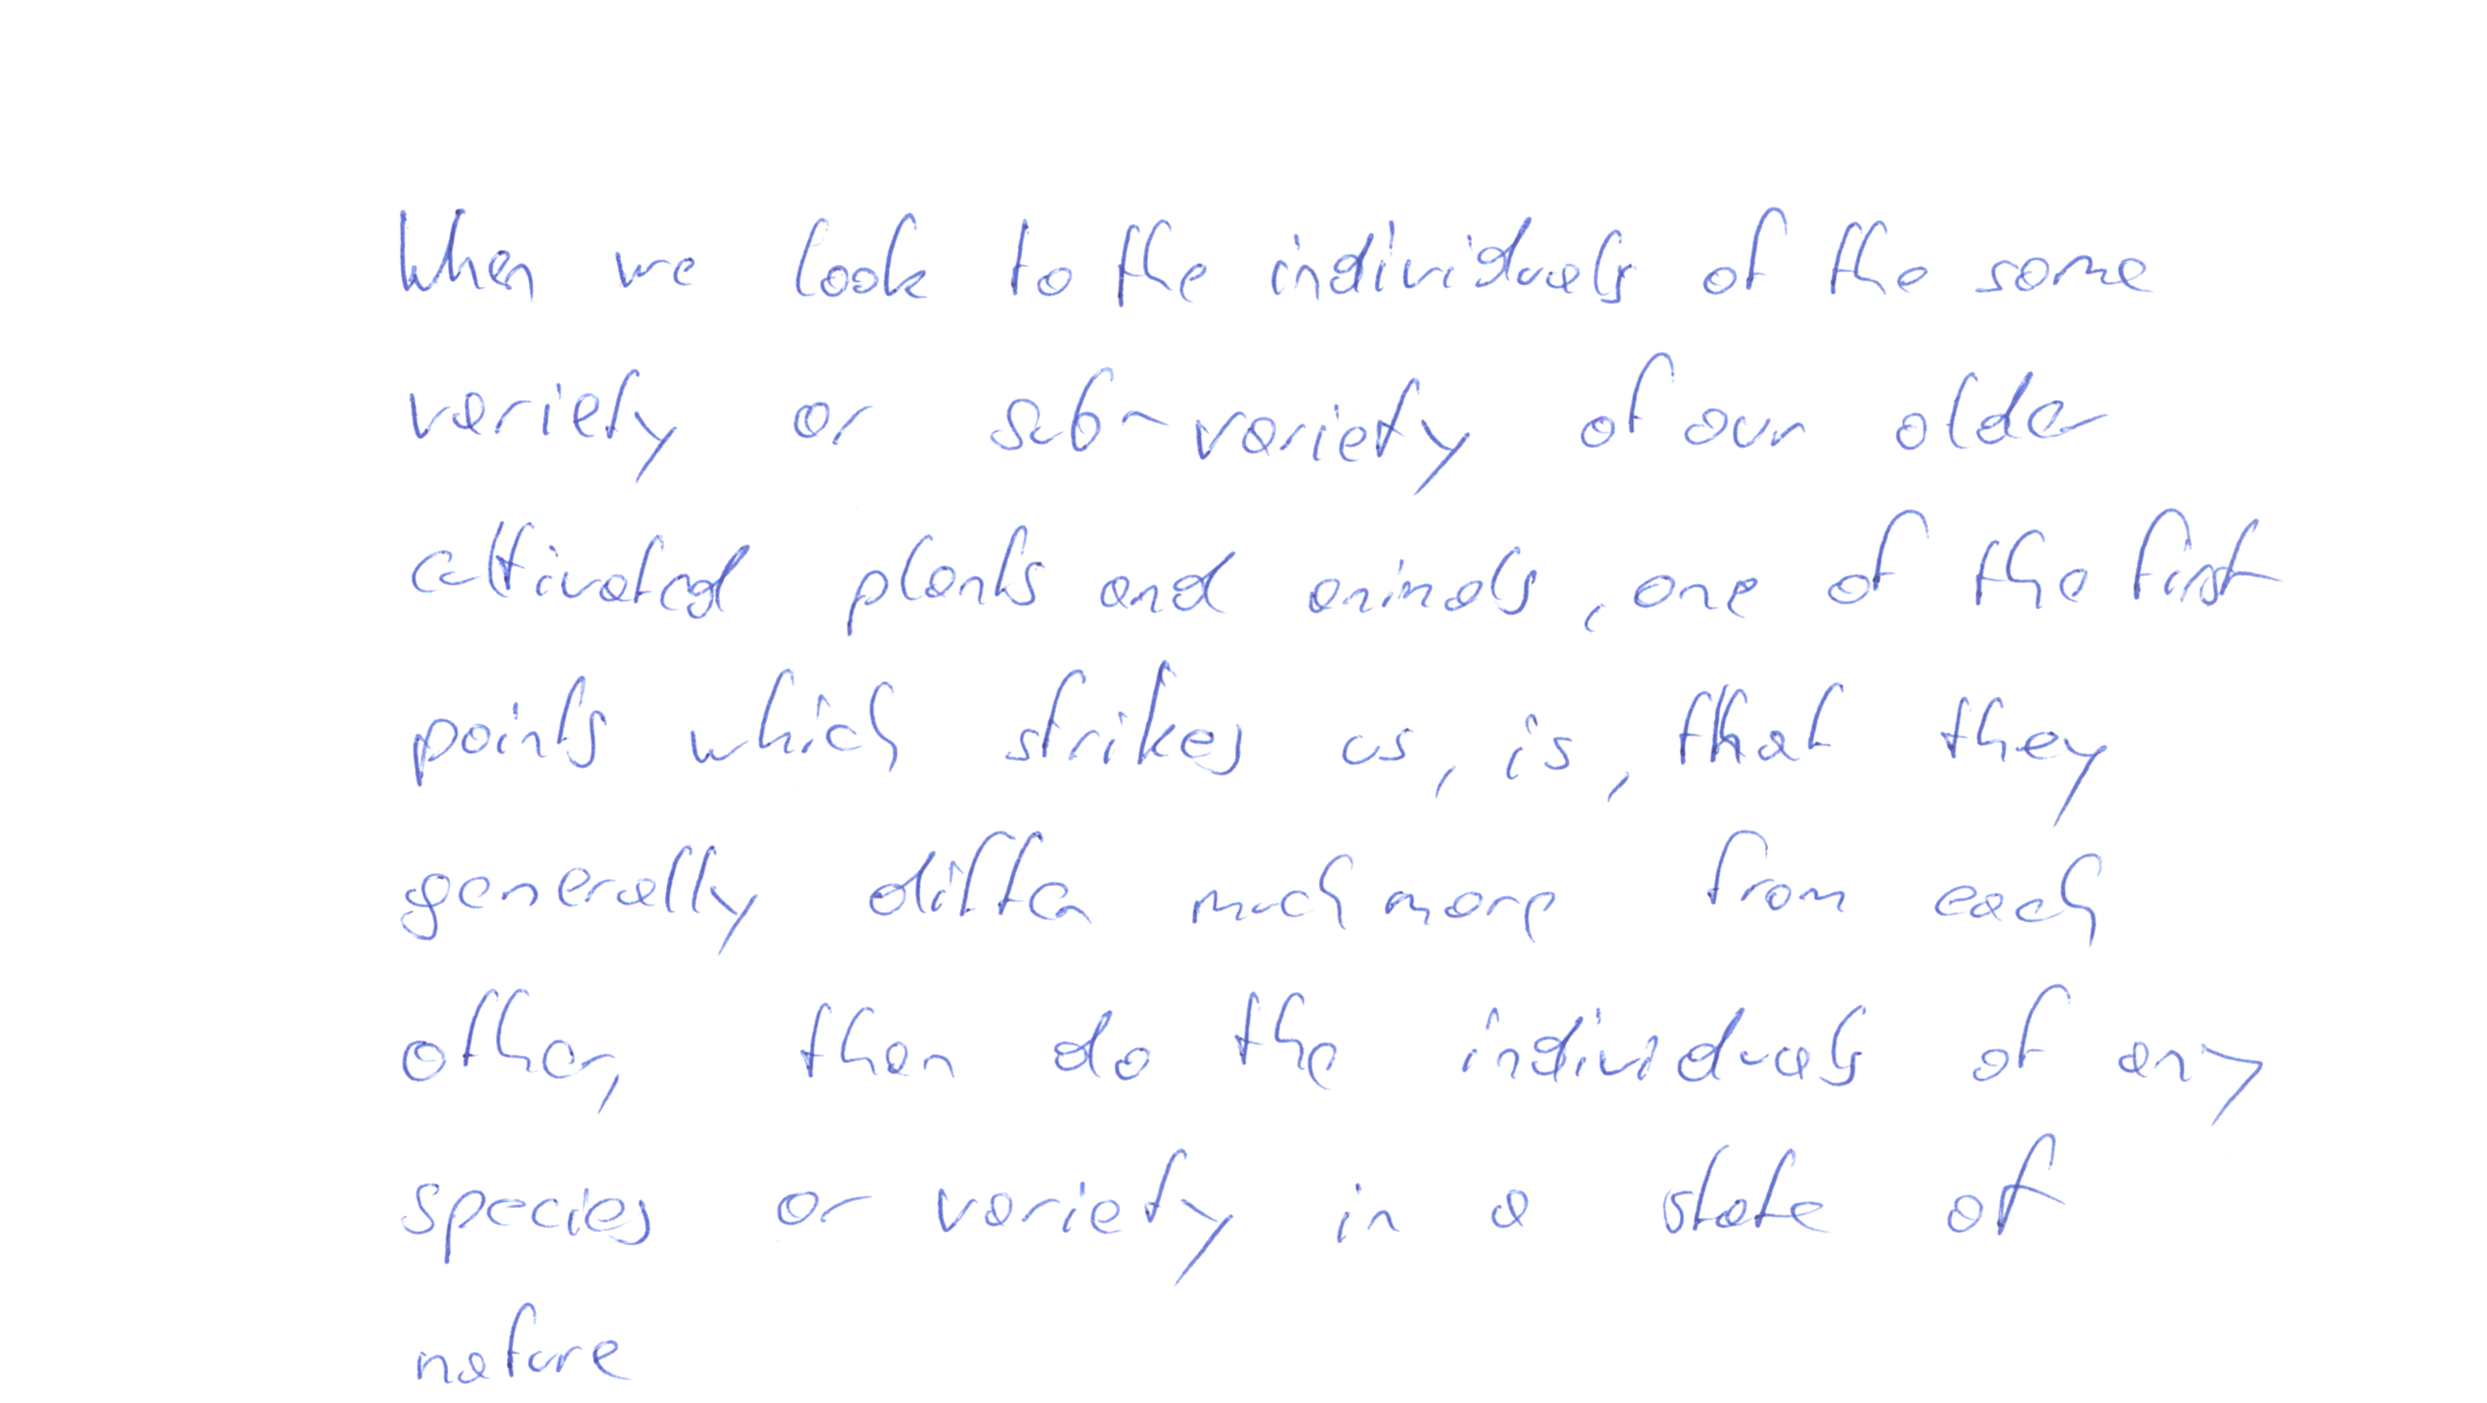 When we look to the individuals of the same
variety or sub-variety of our older
cultivated plants and animals, one of the first
points which strikes us, is, that they
generally differ much more from each
other, than do the individuals of any
species or variety in a state of
nature